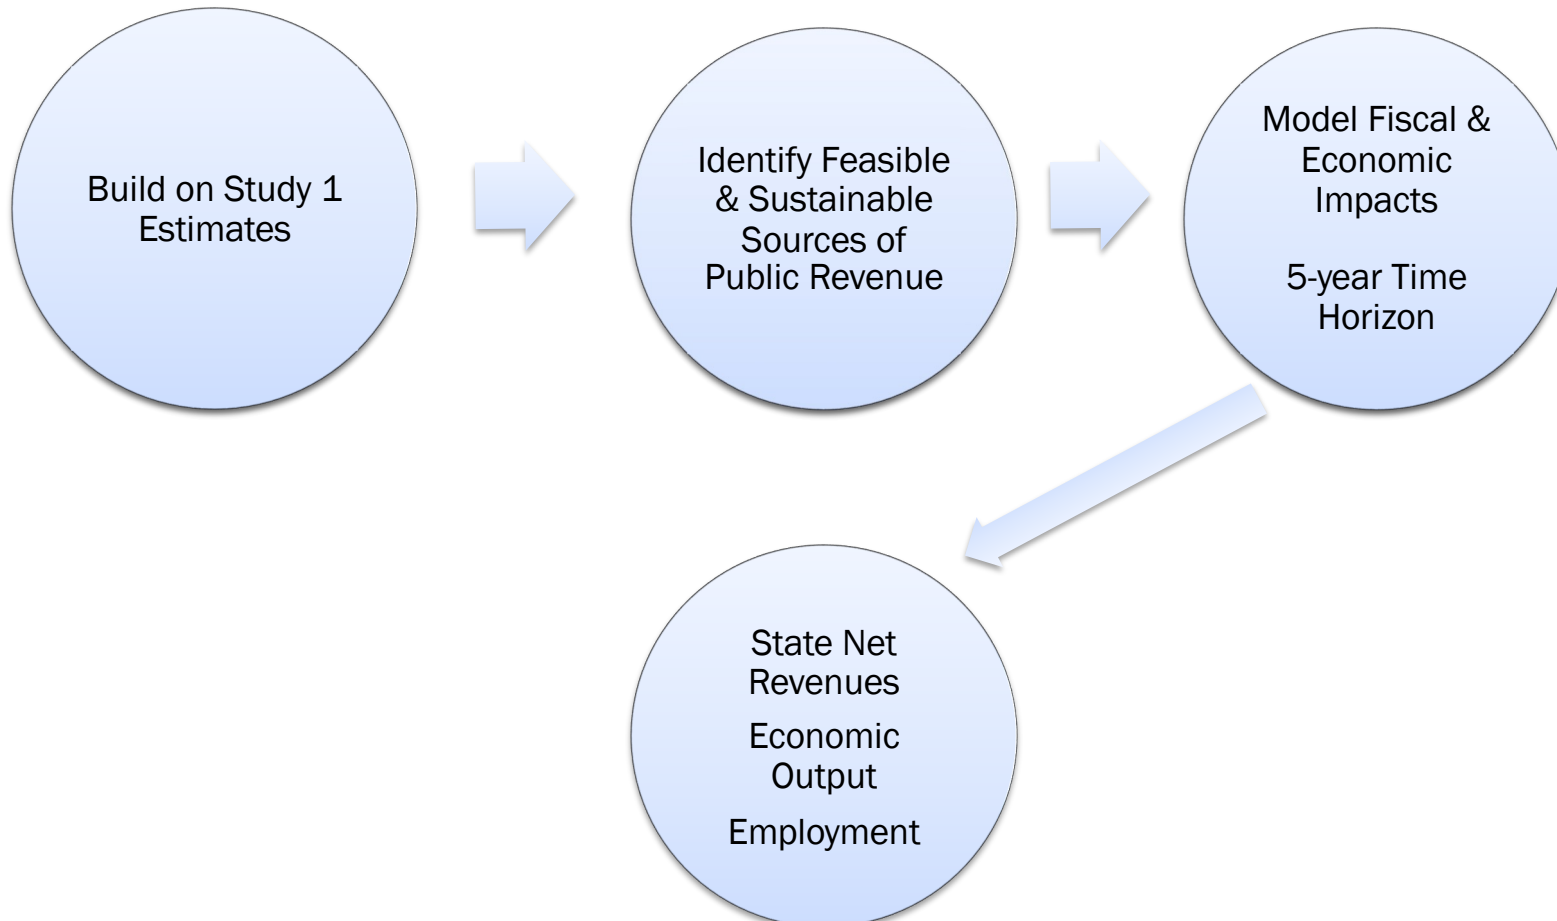 Build on Study 1
Estimates
Identify Feasible
& Sustainable
Sources of
Public Revenue
Model Fiscal &
Economic
Impacts
5-year Time
Horizon
State Net
Revenues
Economic
Output
Employment